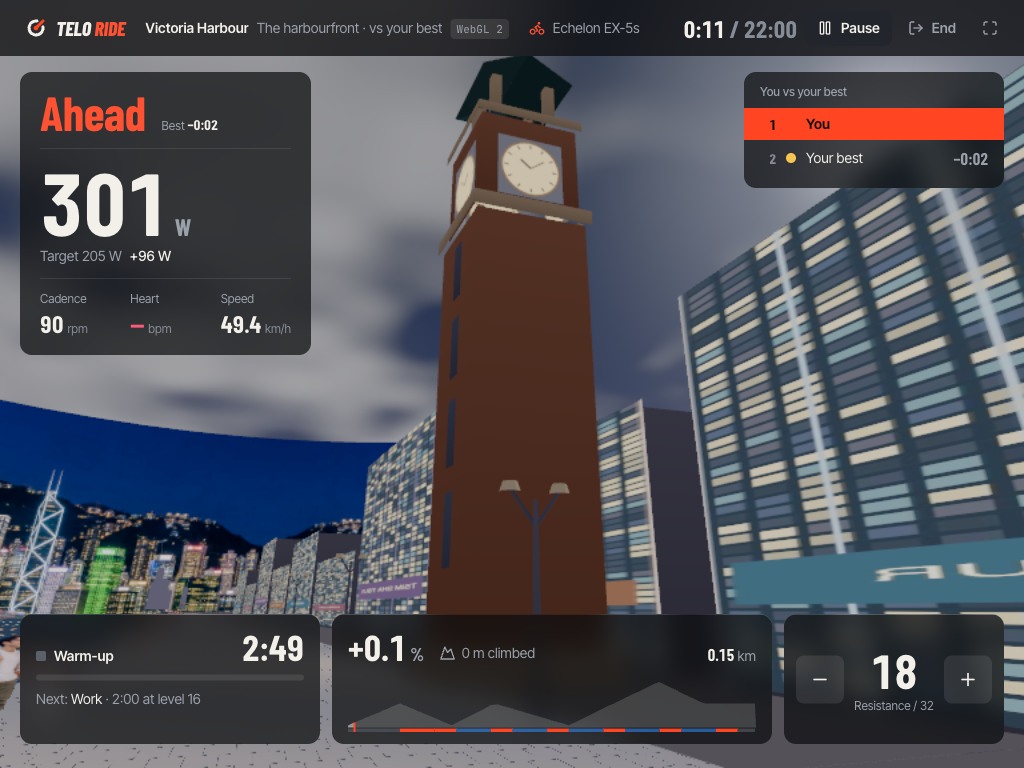 TELO RIDE Victoria Harbour The harbourfront · vs your best WebGL 2 Echelon EX-5s 0:11 / 22:00 Pause End
Ahead Best −0:02
301 W
Target 205 W +96 W
Cadence Heart Speed
90 rpm – bpm 49.4 km/h
You vs your best
1 You
2 Your best −0:02
Warm-up 2:49
Next: Work · 2:00 at level 16
+0.1 % 0 m climbed 0.15 km
− 18 +
Resistance / 32